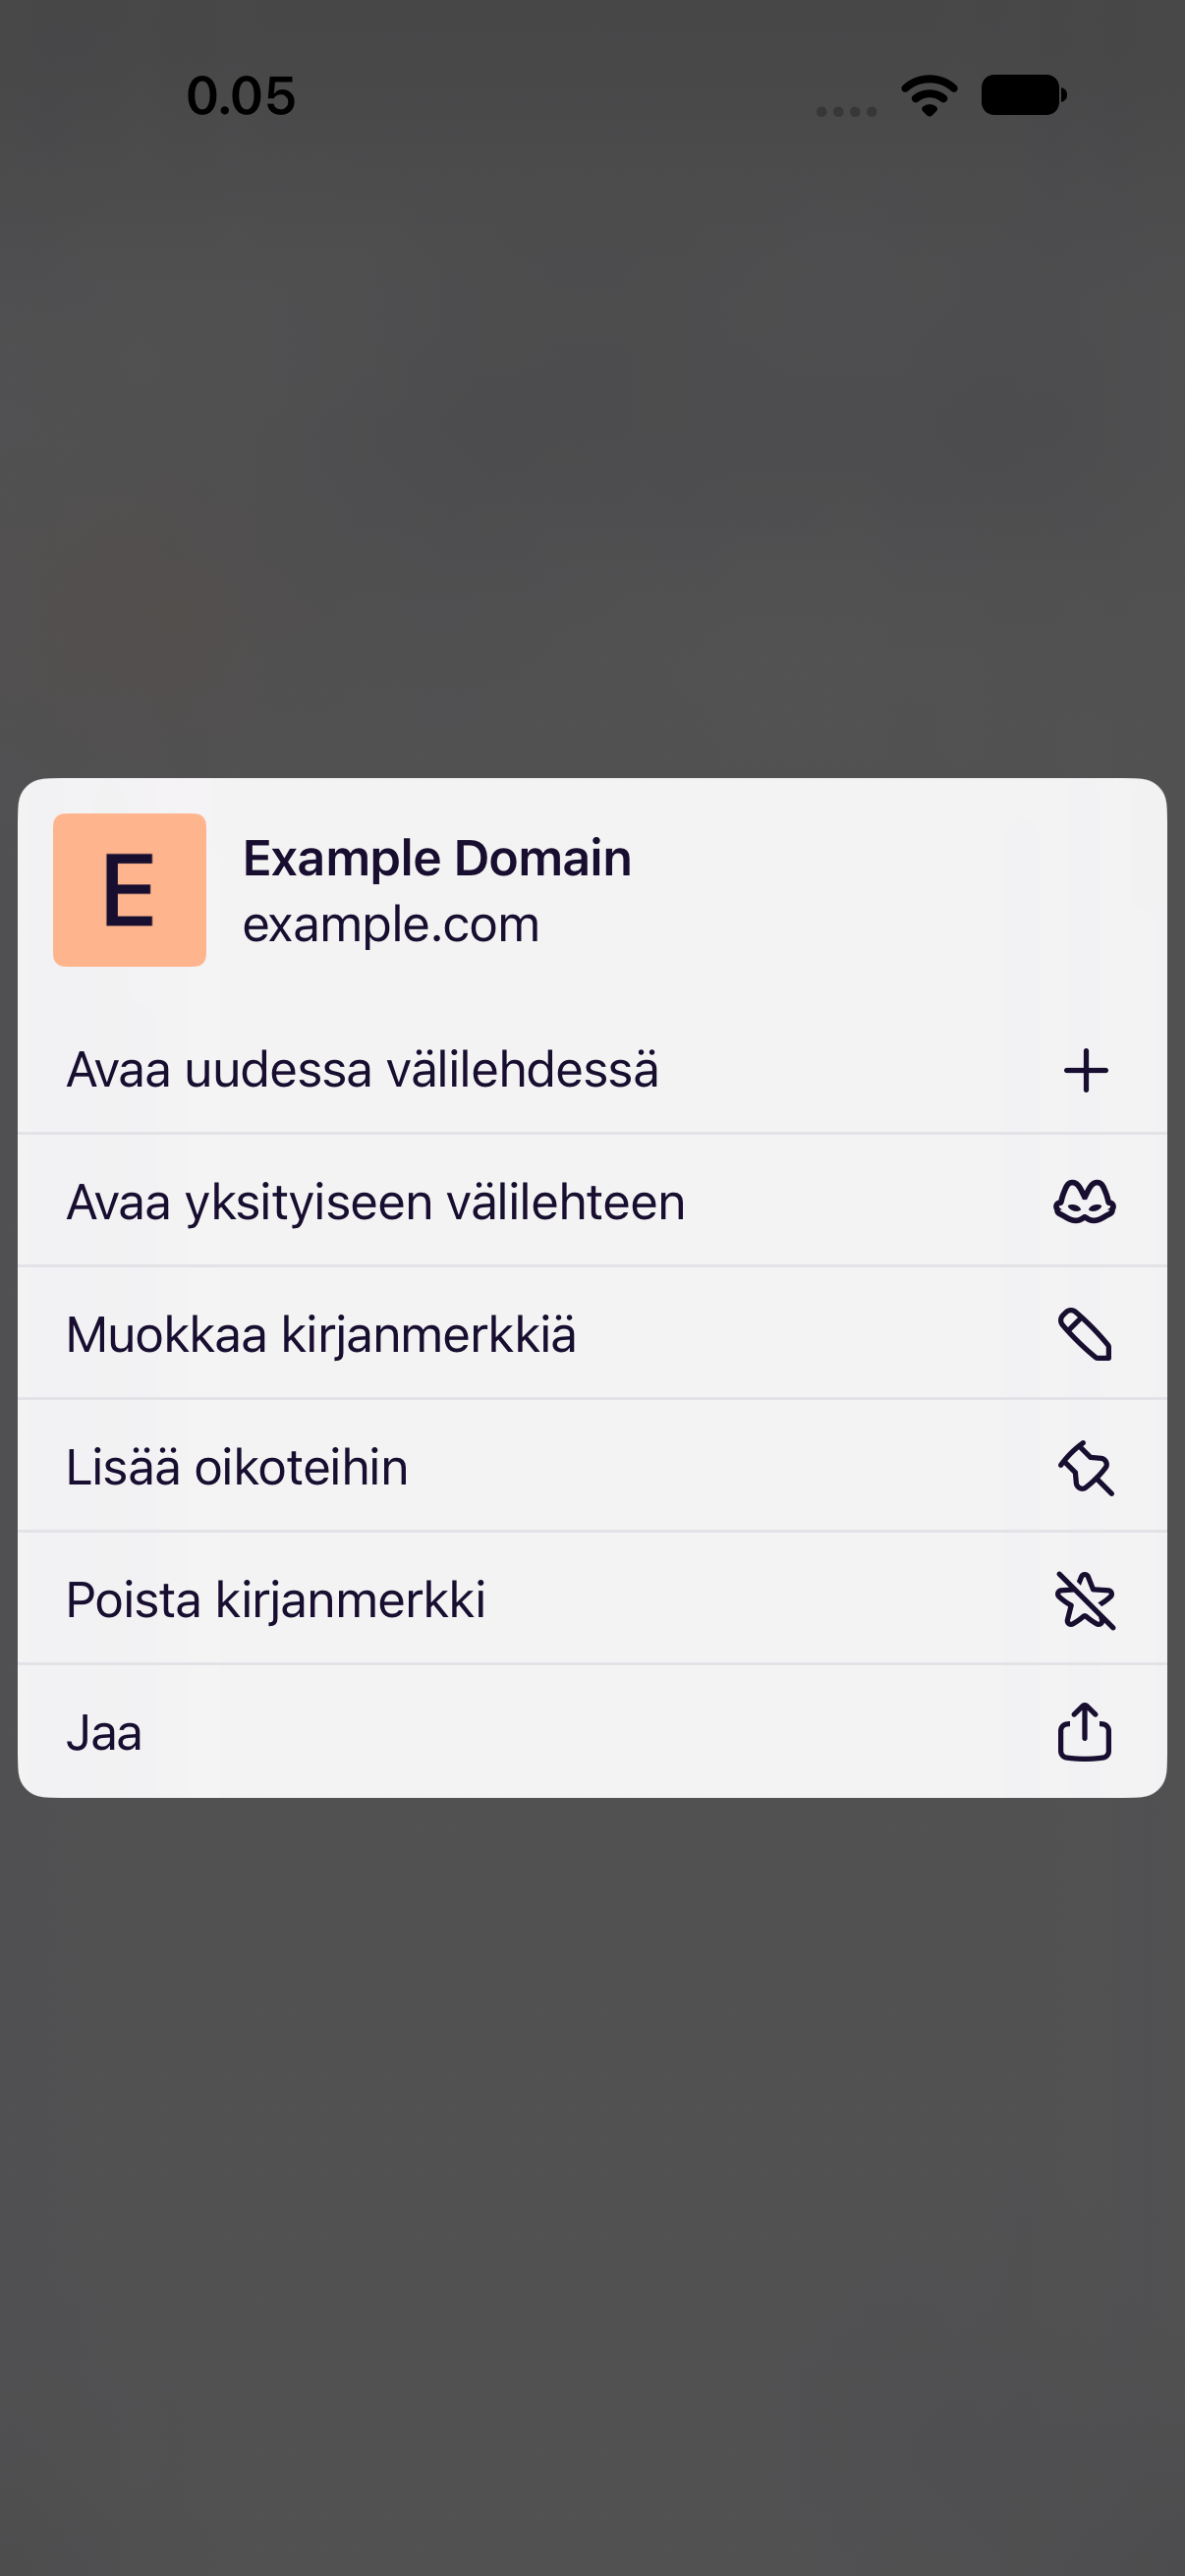 0.05
E
Example Domain
example.com
Avaa uudessa välilehdessä
Avaa yksityiseen välilehteen
Muokkaa kirjanmerkkiä
Lisää oikoteihin
Poista kirjanmerkki
Jaa